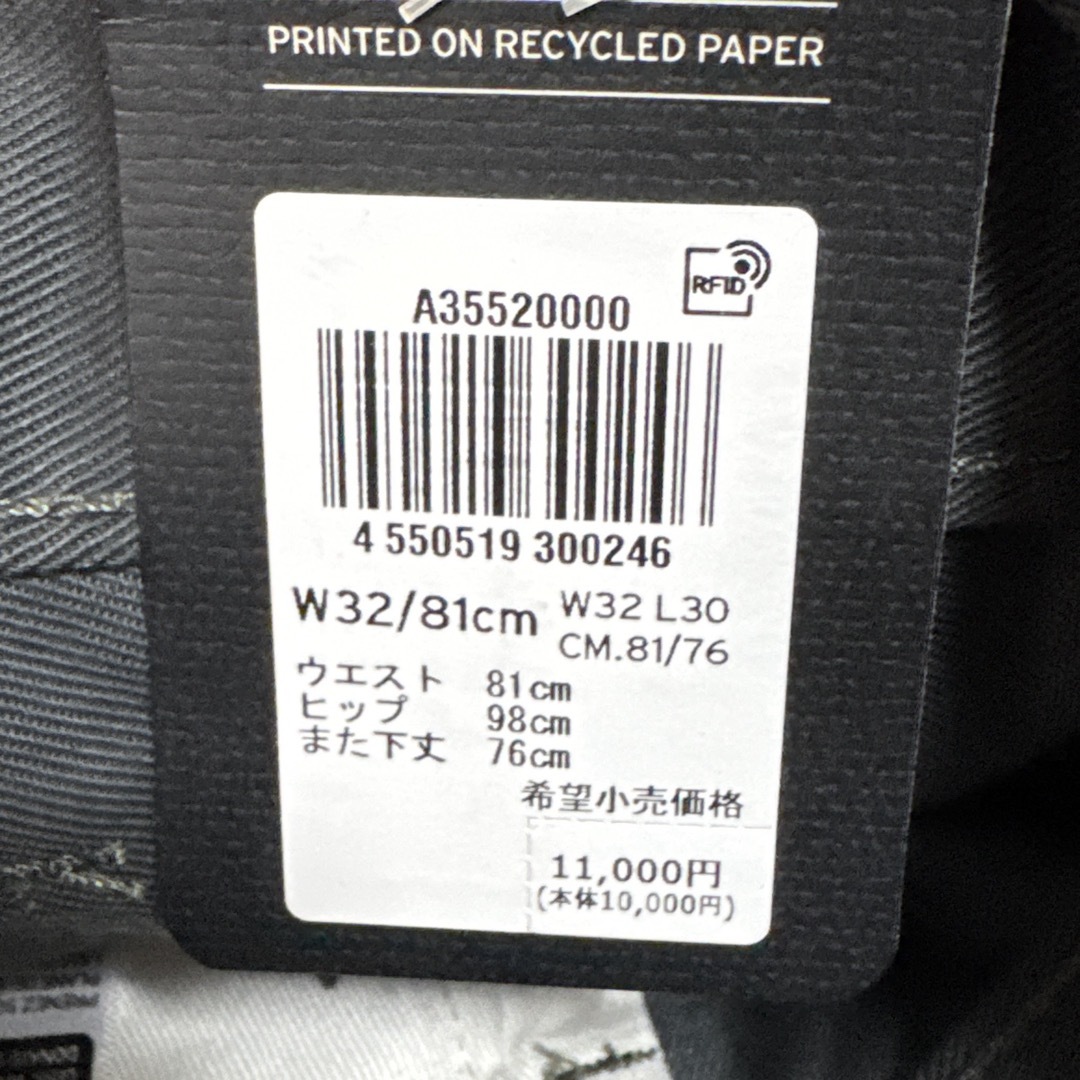 PRINTED ON RECYCLED PAPER
RFID
A35520000
4 550519 300246
W32/81cm
W32 L30
CM.81/76
ウエスト 81cm
ヒップ 98cm
また下丈 76cm
希望小売価格
11,000円
(本体10,000円)